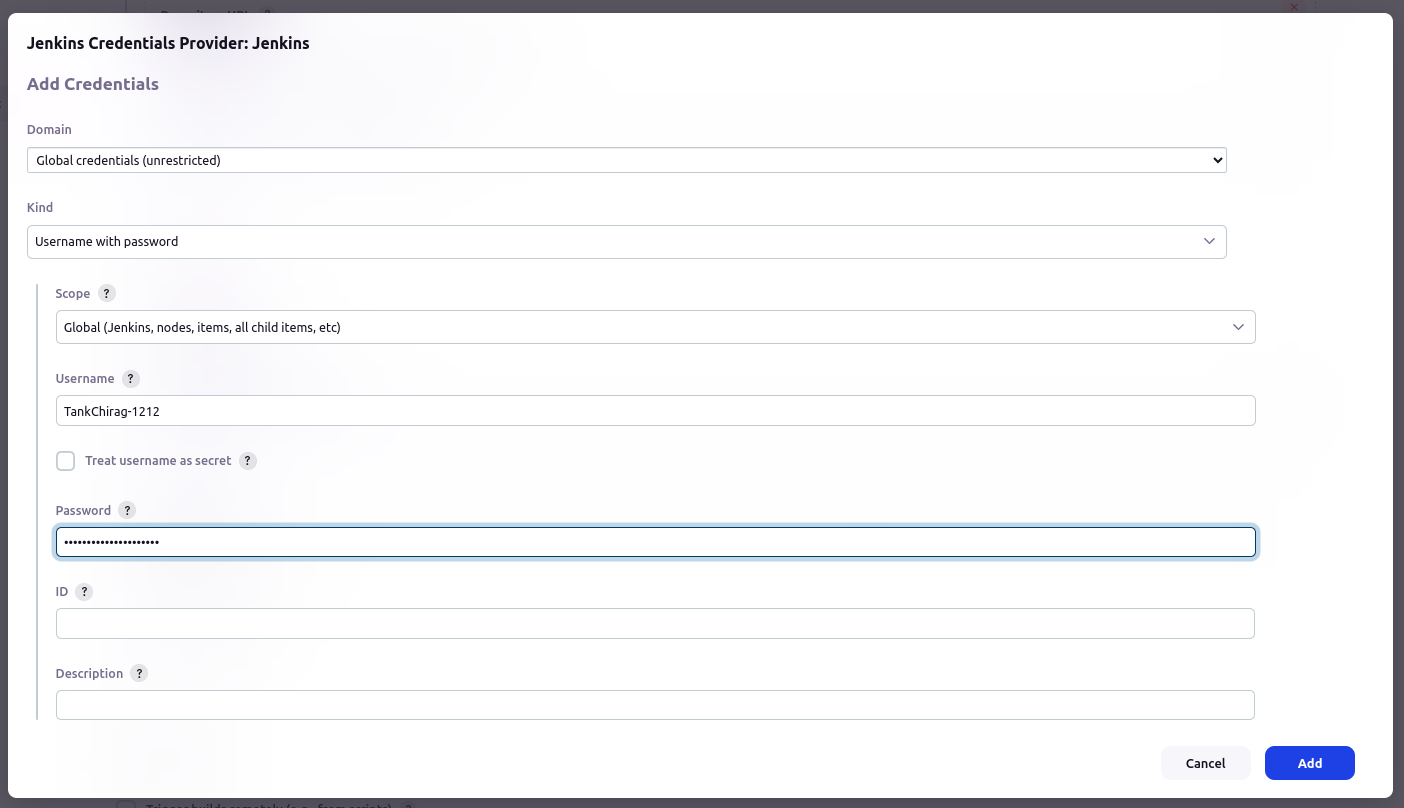 Jenkins Credentials Provider: Jenkins
Add Credentials
Domain
Global credentials (unrestricted)
Kind
Username with password
Scope ?
Global (Jenkins, nodes, items, all child items, etc)
Username ?
TankChirag-1212
Treat username as secret ?
Password ?
•••••••••••••••••••••
ID ?
Description ?
Cancel Add